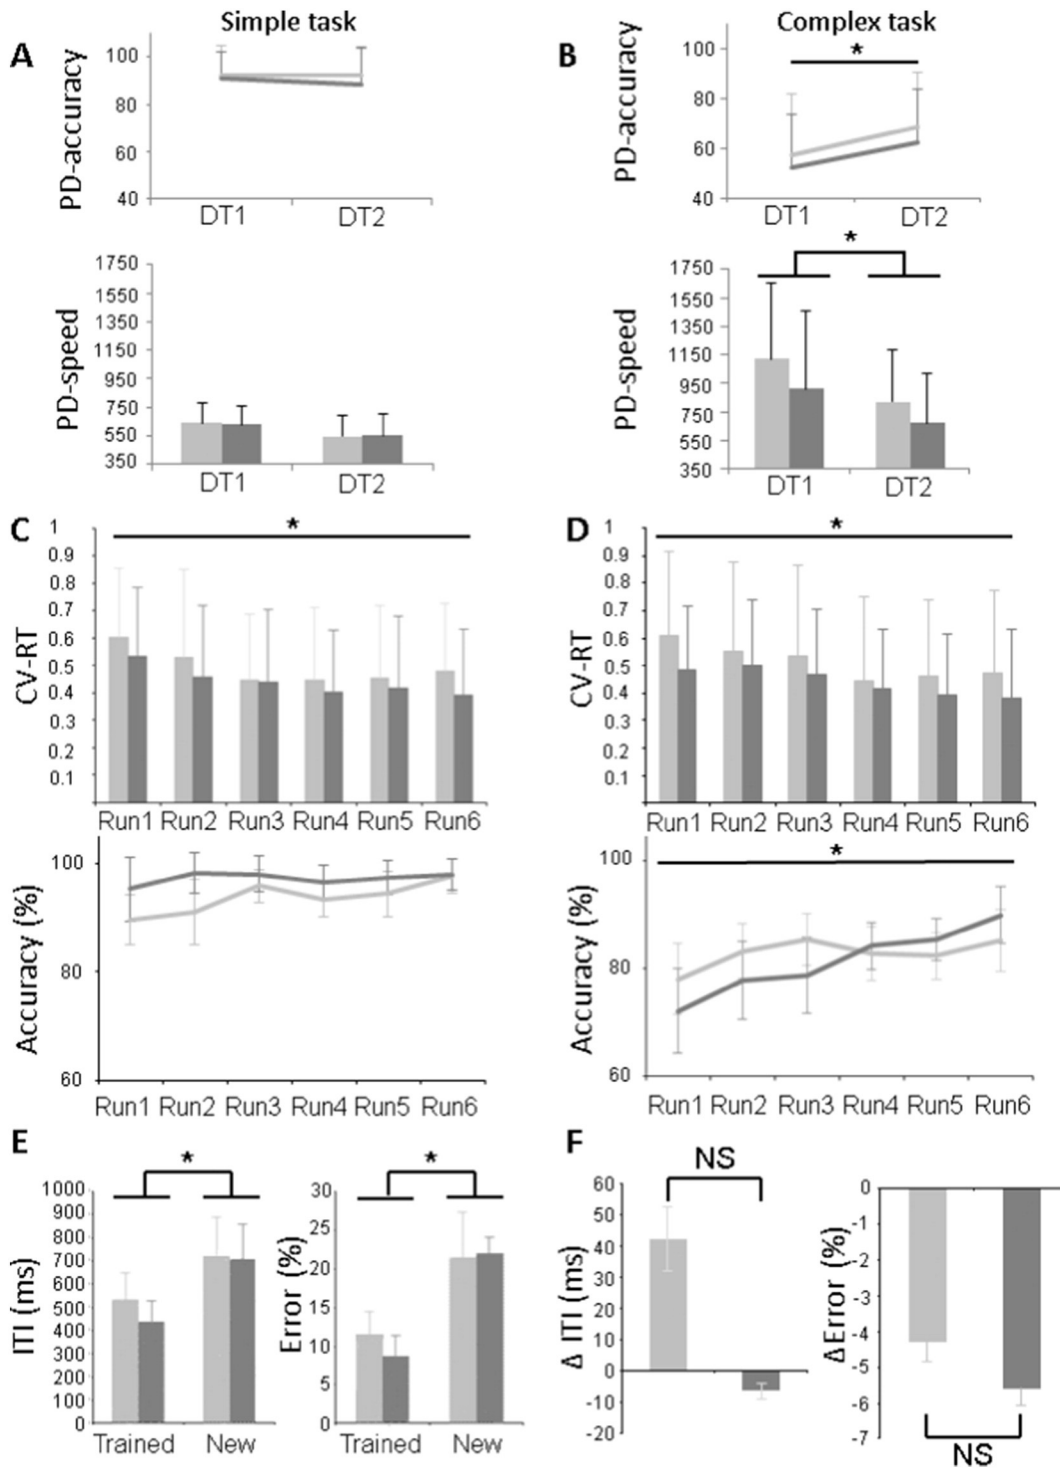 Simple task
Complex task
A
PD-accuracy
100
80
60
40
DT1 DT2
B
PD-accuracy
*
100
80
60
40
DT1 DT2
PD-speed
1750
1550
1350
1150
950
750
550
350
DT1 DT2
PD-speed
*
1750
1550
1350
1150
950
750
550
350
DT1 DT2
C
CV-RT
*
1
0.9
0.8
0.7
0.6
0.5
0.4
0.3
0.2
0.1
Run1 Run2 Run3 Run4 Run5 Run6
D
CV-RT
*
1
0.9
0.8
0.7
0.6
0.5
0.4
0.3
0.2
0.1
Run1 Run2 Run3 Run4 Run5 Run6
Accuracy (%)
100
80
60
Run1 Run2 Run3 Run4 Run5 Run6
Accuracy (%)
*
100
80
60
Run1 Run2 Run3 Run4 Run5 Run6
E
ITI (ms)
*
1000
900
800
700
600
500
400
300
200
100
0
Trained New
Error (%)
*
30
25
20
15
10
5
0
Trained New
F
Δ ITI (ms)
NS
60
50
40
30
20
10
0
-10
-20
Δ Error (%)
0
-1
-2
-3
-4
-5
-6
-7
NS